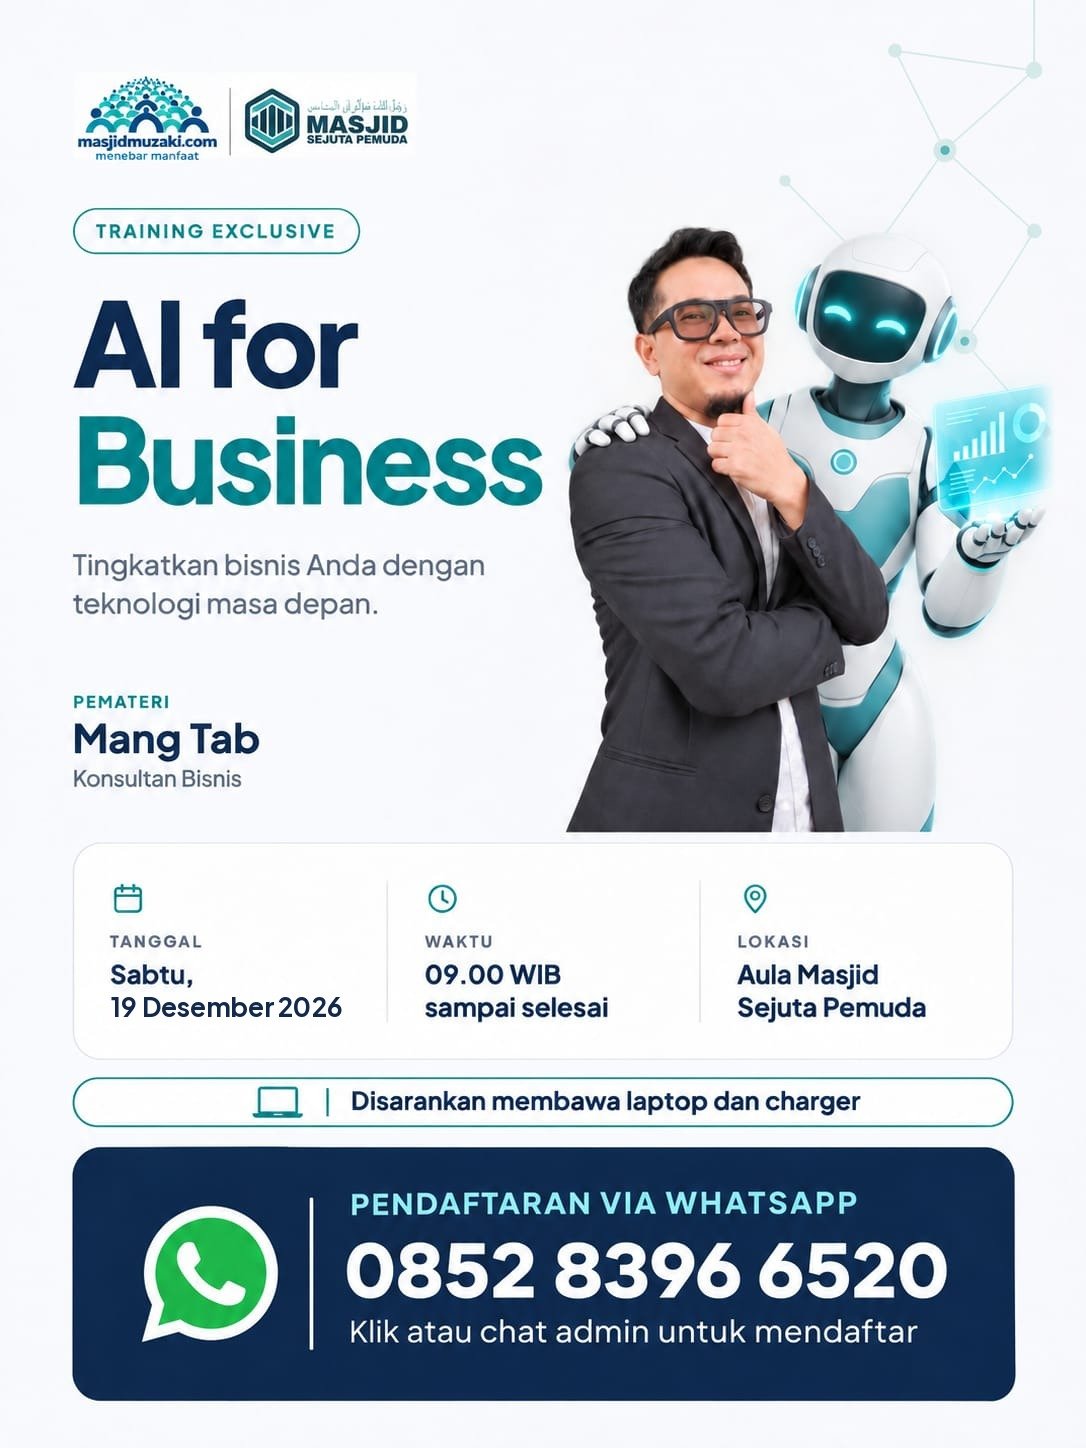 masjidmuzaki.com
menebar manfaat
MASJID
SEJUTA PEMUDA
TRAINING EXCLUSIVE
AI for
Business
Tingkatkan bisnis Anda dengan
teknologi masa depan.
PEMATERI
Mang Tab
Konsultan Bisnis
TANGGAL
Sabtu,
19 Desember 2026
WAKTU
09.00 WIB
sampai selesai
LOKASI
Aula Masjid
Sejuta Pemuda
Disarankan membawa laptop dan charger
PENDAFTARAN VIA WHATSAPP
0852 8396 6520
Klik atau chat admin untuk mendaftar